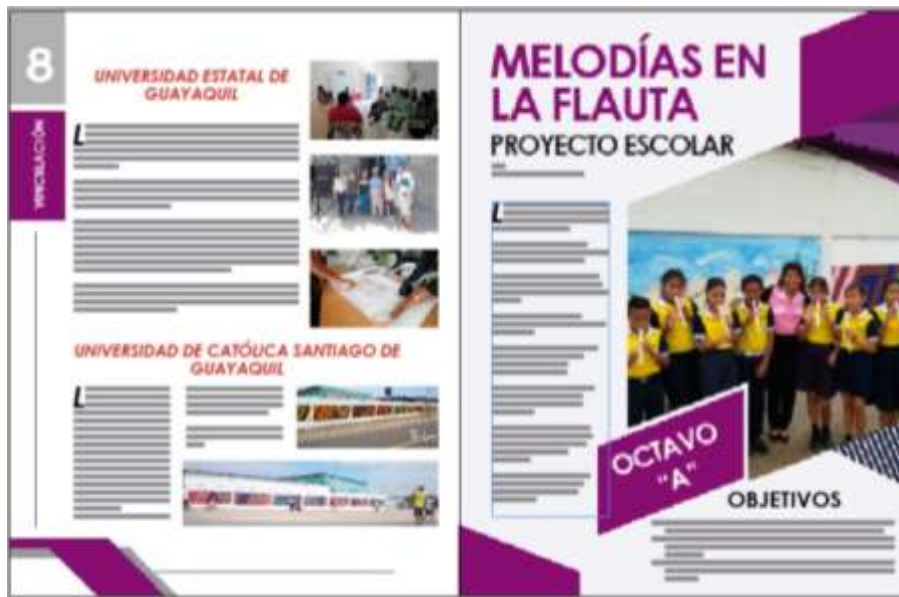 8
VINCULACIÓN
UNIVERSIDAD ESTATAL DE
GUAYAQUIL
L
UNIVERSIDAD DE CATÓLICA SANTIAGO DE
GUAYAQUIL
L
MELODÍAS EN
LA FLAUTA
PROYECTO ESCOLAR
L
OCTAVO
"A"
OBJETIVOS